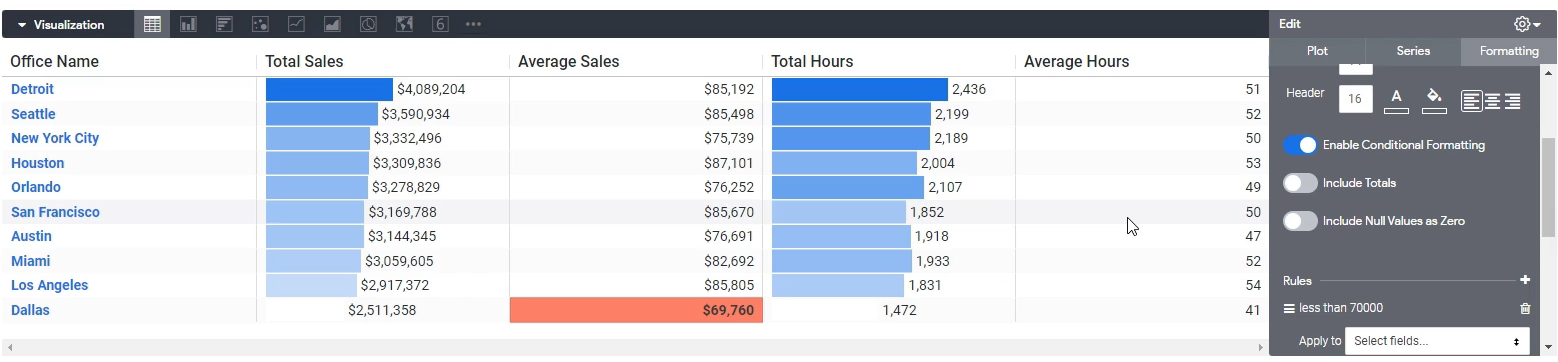 Visualization 6 Edit
Plot Series Formatting
Office Name Total Sales Average Sales Total Hours Average Hours
Detroit $4,089,204 $85,192 2,436 51
Seattle $3,590,934 $85,498 2,199 52
New York City $3,332,496 $75,739 2,189 50
Houston $3,309,836 $87,101 2,004 53
Orlando $3,278,829 $76,252 2,107 49
San Francisco $3,169,788 $85,670 1,852 50
Austin $3,144,345 $76,691 1,918 47
Miami $3,059,605 $82,692 1,933 52
Los Angeles $2,917,372 $85,805 1,831 54
Dallas $2,511,358 $69,760 1,472 41
Header 16 A
Enable Conditional Formatting
Include Totals
Include Null Values as Zero
Rules +
less than 70000
Apply to Select fields...